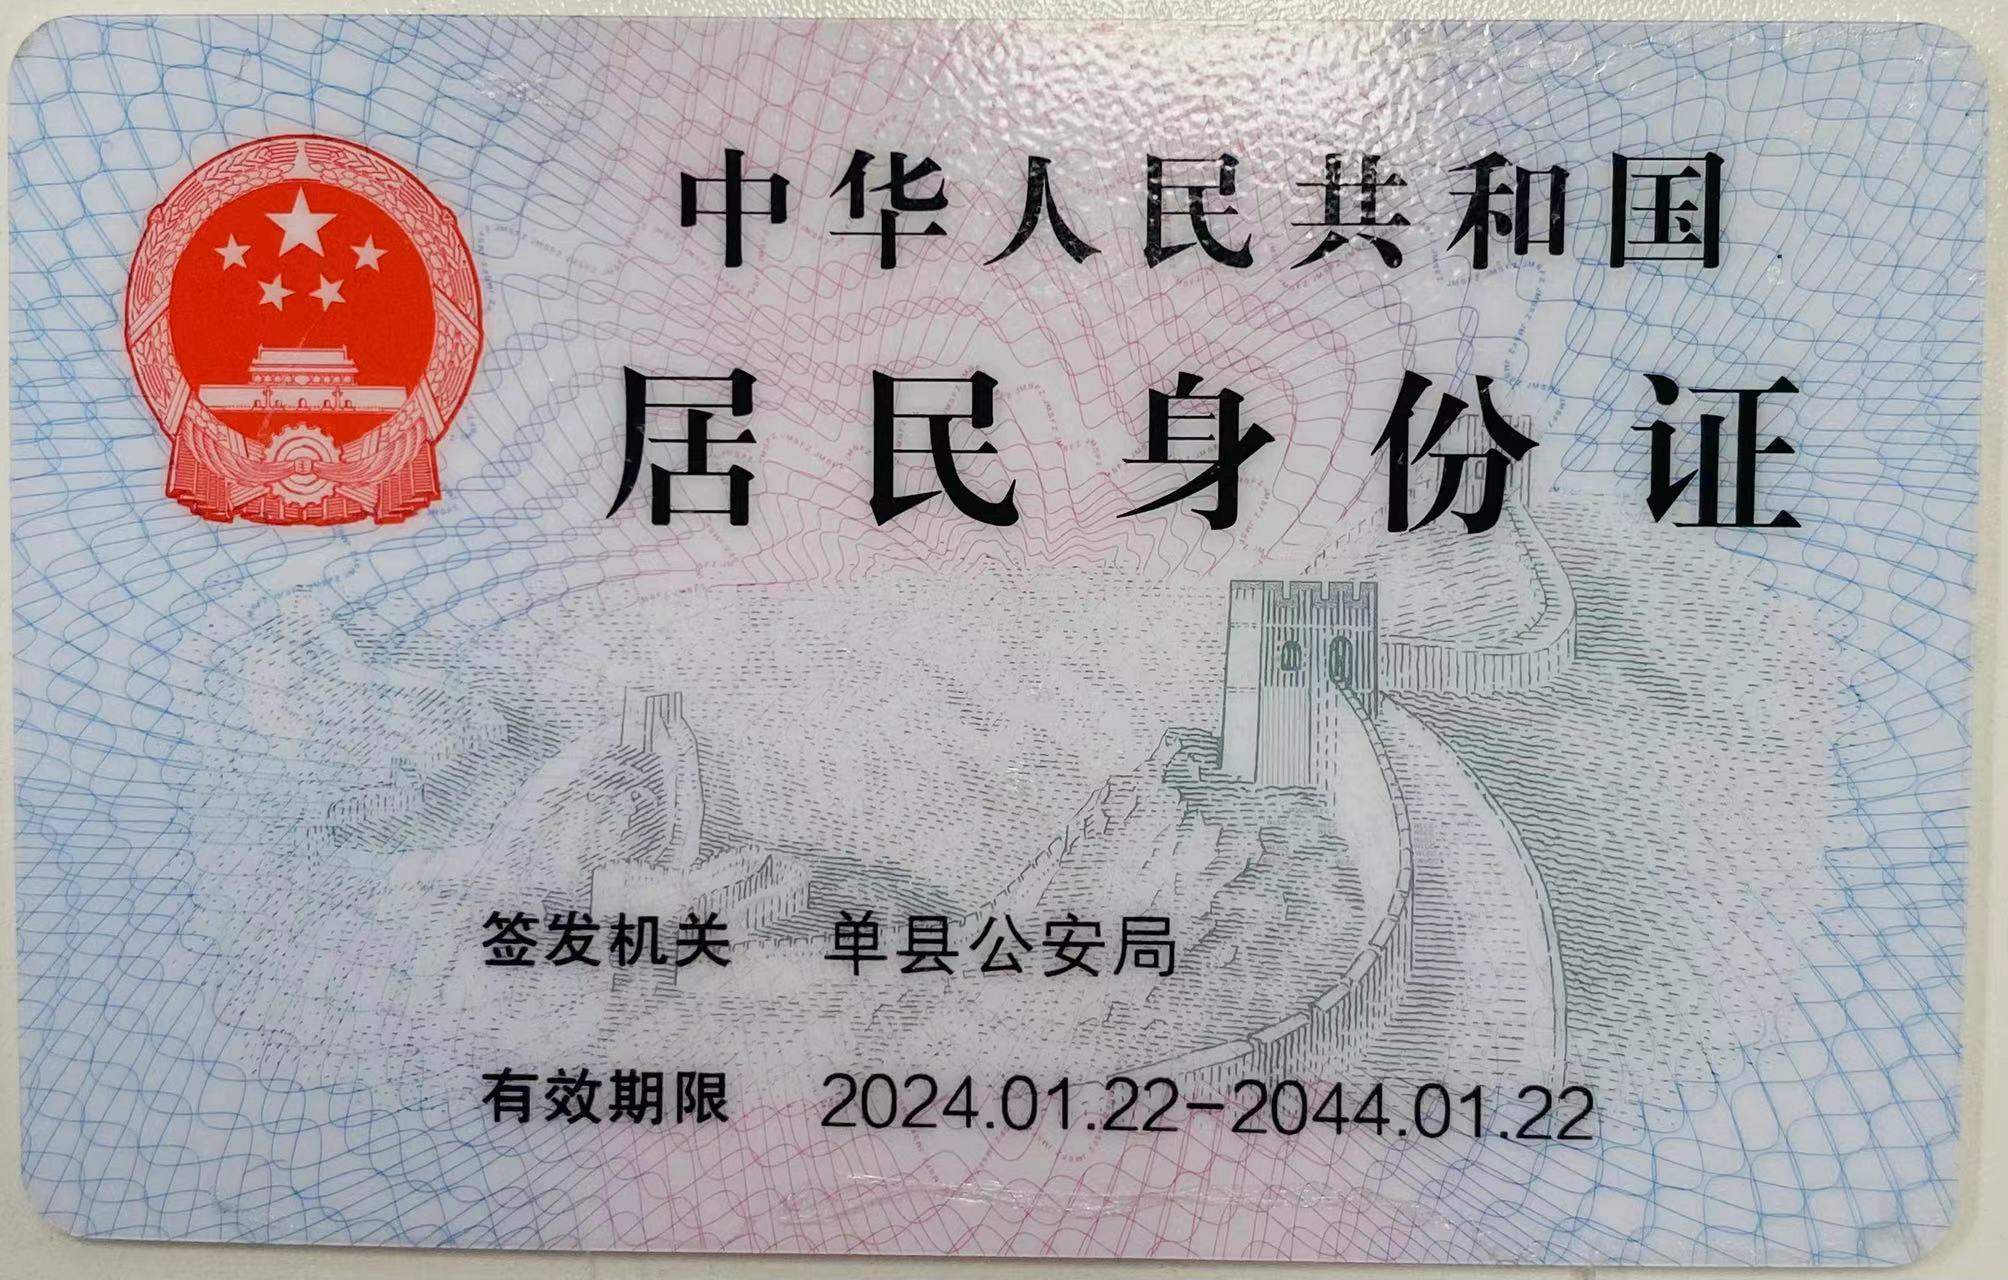 中华人民共和国
居民身份证
签发机关 单县公安局
有效期限 2024.01.22-2044.01.22